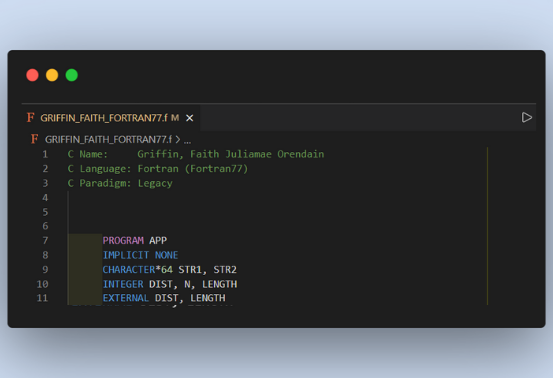 GRIFFIN_FAITH_FORTRAN77.f M
GRIFFIN_FAITH_FORTRAN77.f > ...
1 C Name:     Griffin, Faith Juliamae Orendain
2 C Language: Fortran (Fortran77)
3 C Paradigm: Legacy
4
5
6
7 PROGRAM APP
8 IMPLICIT NONE
9 CHARACTER*64 STR1, STR2
10 INTEGER DIST, N, LENGTH
11 EXTERNAL DIST, LENGTH